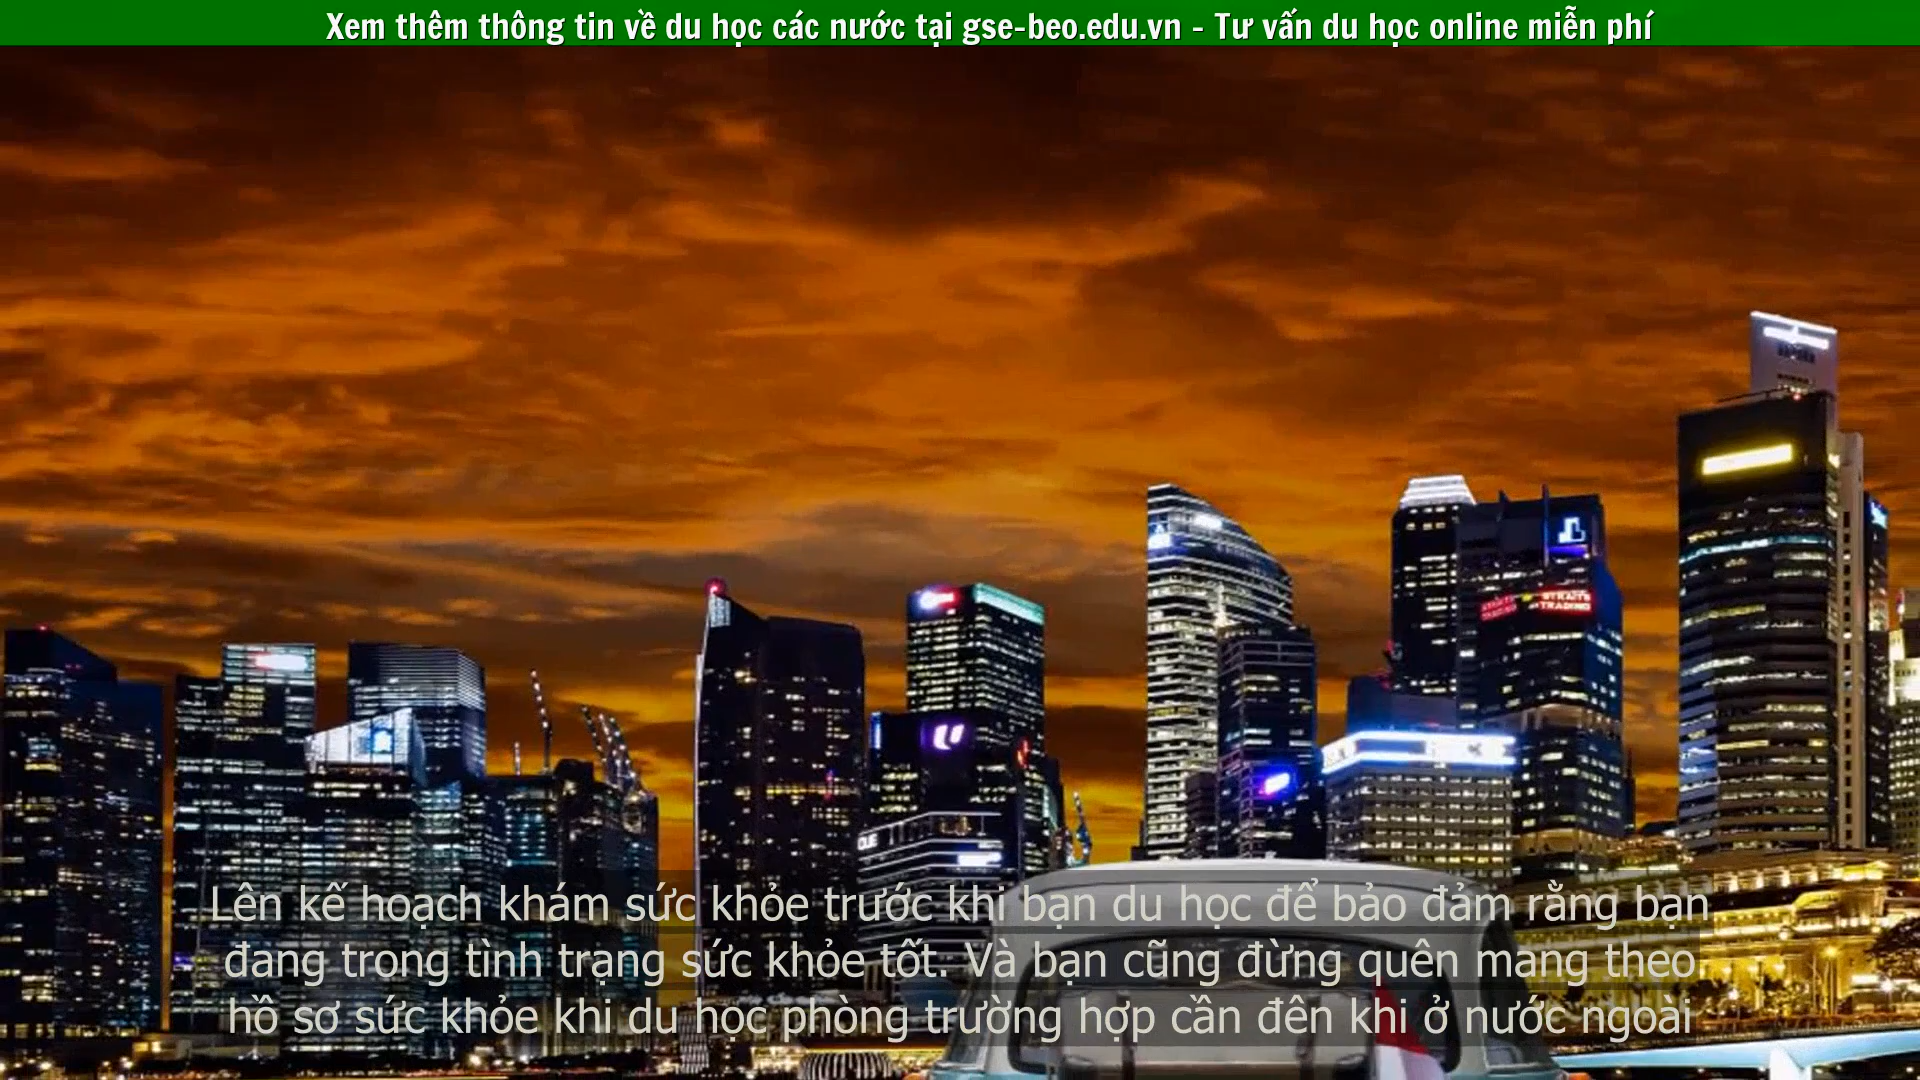 Xem thêm thông tin về du học các nước tại gse-beo.edu.vn - Tư vấn du học online miễn phí
STRAITS
TRADING
Lên kế hoạch khám sức khỏe trước khi bạn du học để bảo đảm rằng bạn
đang trong tình trạng sức khỏe tốt. Và bạn cũng đừng quên mang theo
hồ sơ sức khỏe khi du học phòng trường hợp cần đên khi ở nước ngoài